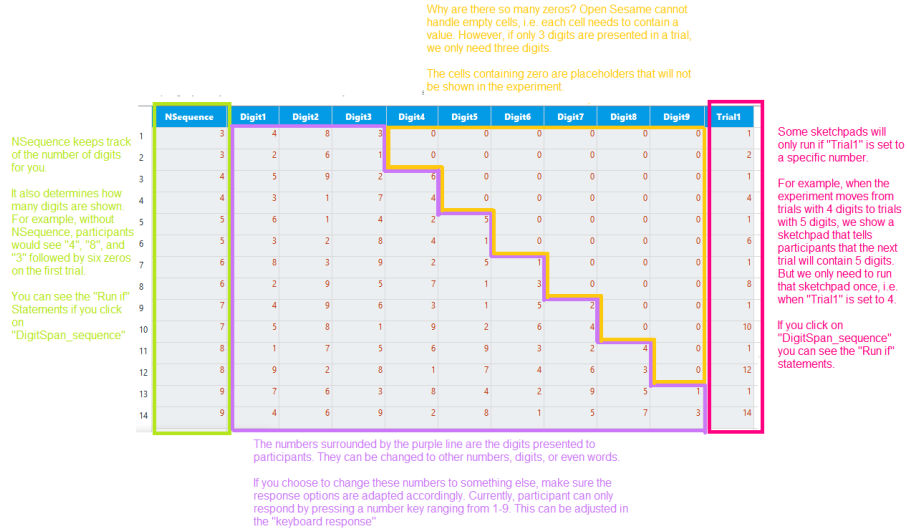 Why are there so many zeros? Open Sesame cannot
handle empty cells, i.e. each cell needs to contain a
value. However, if only 3 digits are presented in a trial,
we only need three digits.
The cells containing zero are placeholders that will not
be shown in the experiment.
NSequence keeps track
of the number of digits
for you.
It also determines how
many digits are shown.
For example, without
NSequence, participants
would see "4", "8", and
"3" followed by six zeros
on the first trial.
You can see the "Run if"
Statements if you click
on
"DigitSpan_sequence"
NSequence Digit1 Digit2 Digit3 Digit4 Digit5 Digit6 Digit7 Digit8 Digit9 Trial1
1 3 4 8 3 0 0 0 0 0 0 1
2 3 2 6 1 0 0 0 0 0 0 2
3 4 5 9 2 6 0 0 0 0 0 1
4 4 3 1 7 4 0 0 0 0 0 4
5 5 6 1 4 2 5 0 0 0 0 1
6 5 3 2 8 4 1 0 0 0 0 6
7 6 8 3 9 2 5 1 0 0 0 1
8 6 2 9 5 7 1 3 0 0 0 8
9 7 4 9 6 3 1 5 2 0 0 1
10 7 5 8 1 9 2 6 4 0 0 10
11 8 1 7 5 6 9 3 2 4 0 1
12 8 9 2 8 1 7 4 6 3 0 12
13 9 7 6 3 8 4 2 9 5 1 1
14 9 4 6 9 2 8 1 5 7 3 14
Some sketchpads will
only run if "Trial1" is set to
a specific number.
For example, when the
experiment moves from
trials with 4 digits to trials
with 5 digits, we show a
sketchpad that tells
participants that the next
trial will contain 5 digits.
But we only need to run
that sketchpad once, i.e.
when "Trial1" is set to 4.
If you click on
"DigitSpan_sequence"
you can see the "Run if"
statements.
The numbers surrounded by the purple line are the digits presented to
participants. They can be changed to other numbers, digits, or even words.
If you choose to change these numbers to something else, make sure the
response options are adapted accordingly. Currently, participant can only
respond by pressing a number key ranging from 1-9. This can be adjusted in
the "keyboard response"